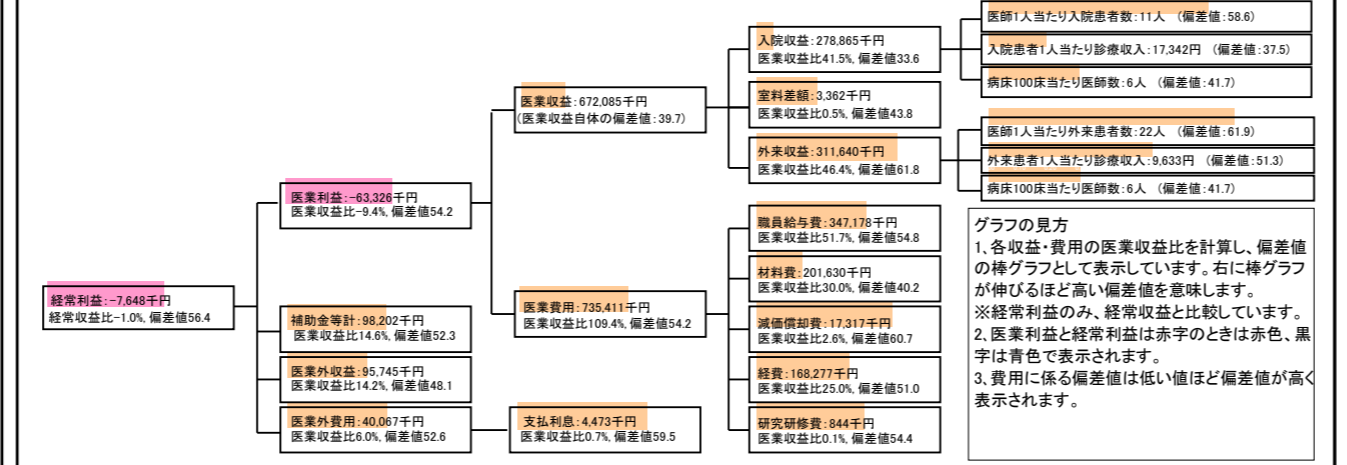 経常利益:-7,648千円
経常収比-1.0%, 偏差値56.4
医業利益:-63,326千円
医業収益比-9.4%, 偏差値54.2
補助金等計:98,202千円
医業収益比14.6%, 偏差値52.3
医業外収益:95,745千円
医業収益比14.2%, 偏差値48.1
医業外費用:40,067千円
医業収益比6.0%, 偏差値52.6
医業収益:672,085千円
(医業収益自体の偏差値:39.7)
医業費用:735,411千円
医業収益比109.4%, 偏差値54.2
支払利息:4,473千円
医業収益比0.7%, 偏差値59.5
入院収益:278,865千円
医業収益比41.5%, 偏差値33.6
室料差額:3,362千円
医業収益比0.5%, 偏差値43.8
外来収益:311,640千円
医業収益比46.4%, 偏差値61.8
職員給与費:347,178千円
医業収益比51.7%, 偏差値54.8
材料費:201,630千円
医業収益比30.0%, 偏差値40.2
減価償却費:17,317千円
医業収益比2.6%, 偏差値60.7
経費:168,277千円
医業収益比25.0%, 偏差値51.0
研究研修費:844千円
医業収益比0.1%, 偏差値54.4
医師1人当たり入院患者数:11人 (偏差値:58.6)
入院患者1人当たり診療収入:17,342円 (偏差値:37.5)
病床100床当たり医師数:6人 (偏差値:41.7)
医師1人当たり外来患者数:22人 (偏差値:61.9)
外来患者1人当たり診療収入:9,633円 (偏差値:51.3)
病床100床当たり医師数:6人 (偏差値:41.7)
グラフの見方
1、各収益・費用の医業収益比を計算し、偏差値
の棒グラフとして表示しています。右に棒グラフ
が伸びるほど高い偏差値を意味します。
※経常利益のみ、経常収益と比較しています。
2、医業利益と経常利益は赤字のときは赤色、黒
字は青色で表示されます。
3、費用に係る偏差値は低い値ほど偏差値が高く
表示されます。